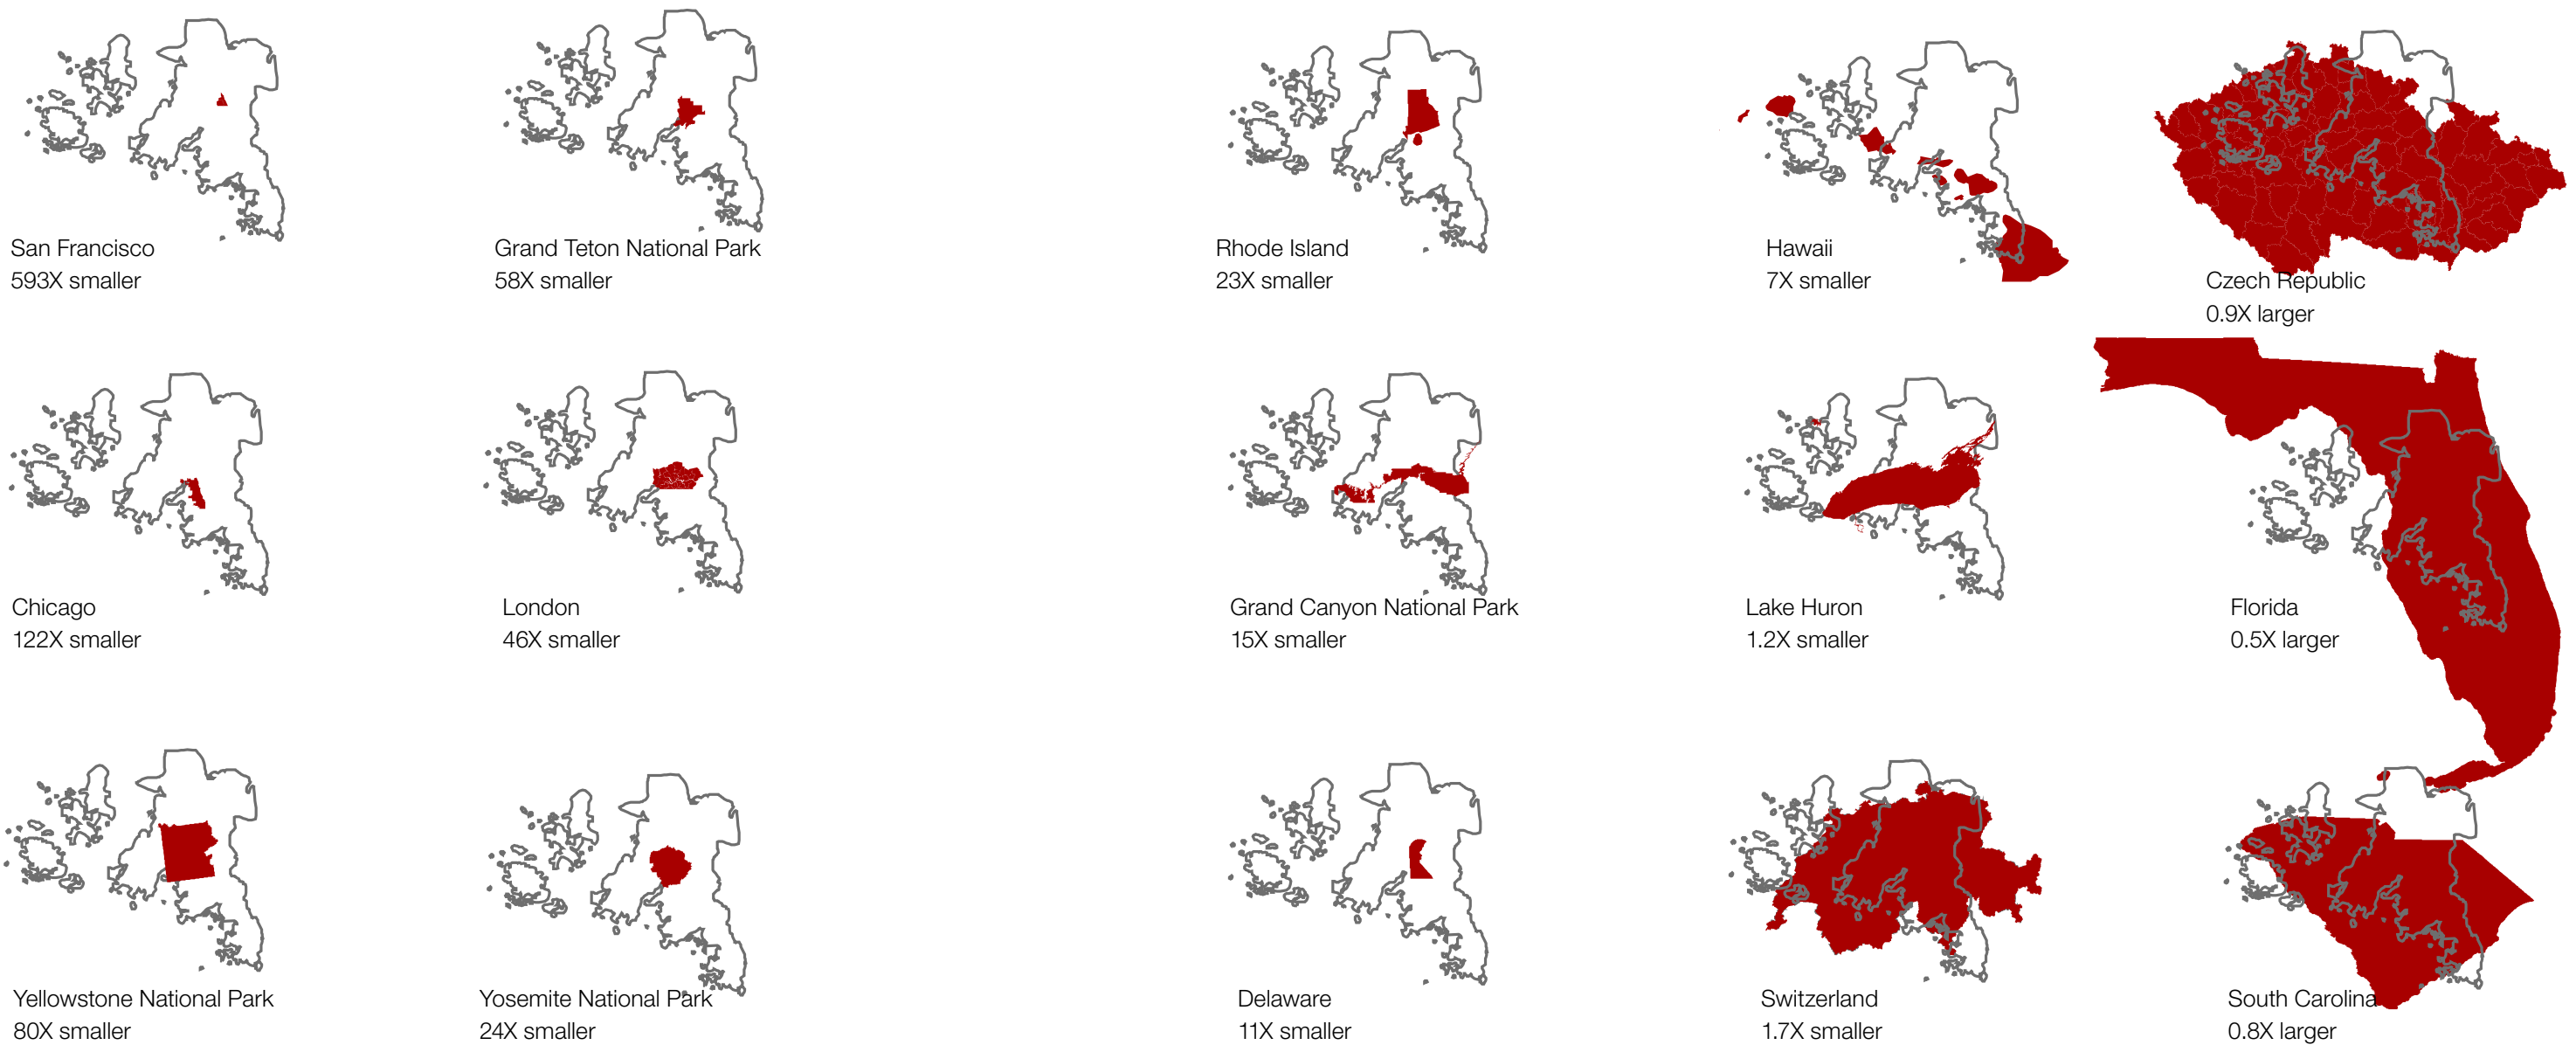 San Francisco
593X smaller
Grand Teton National Park
58X smaller
Rhode Island
23X smaller
Hawaii
7X smaller
Czech Republic
0.9X larger
Chicago
122X smaller
London
46X smaller
Grand Canyon National Park
15X smaller
Lake Huron
1.2X smaller
Florida
0.5X larger
Yellowstone National Park
80X smaller
Yosemite National Park
24X smaller
Delaware
11X smaller
Switzerland
1.7X smaller
South Carolina
0.8X larger